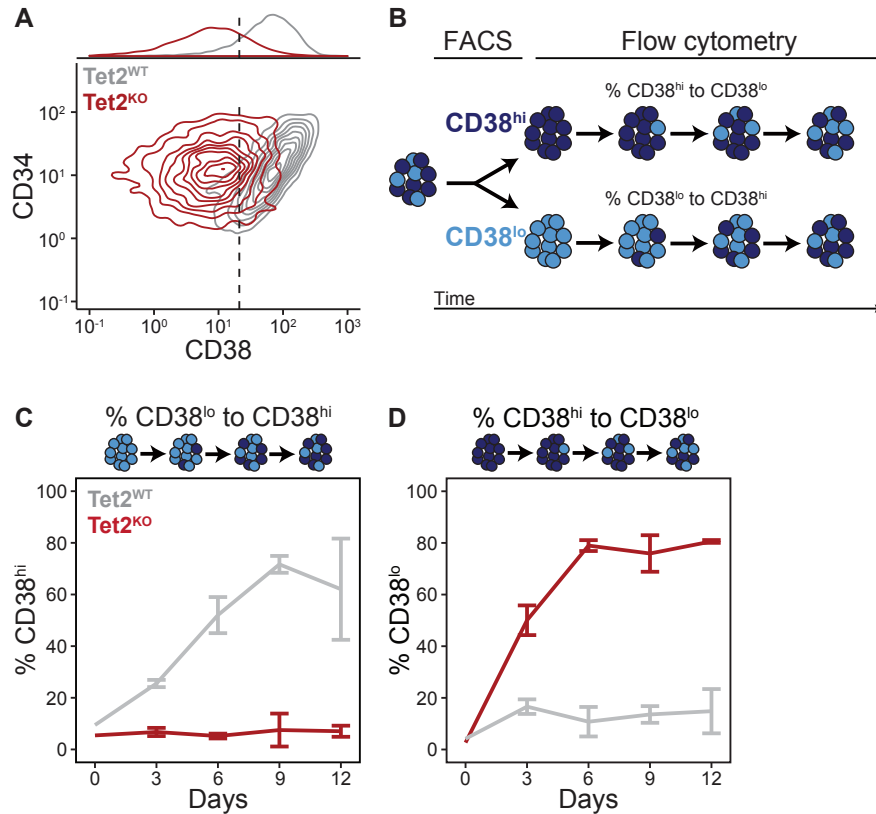 A
Tet2ᵂᵀ
Tet2ᴷᴼ
CD34
10³
10²
10¹
10⁰
10⁻¹
10⁻¹ 10⁰ 10¹ 10² 10³
CD38
B
FACS Flow cytometry
% CD38ʰⁱ to CD38ˡᵒ
CD38ʰⁱ
% CD38ˡᵒ to CD38ʰⁱ
CD38ˡᵒ
Time
C
% CD38ˡᵒ to CD38ʰⁱ
Tet2ᵂᵀ
Tet2ᴷᴼ
% CD38ʰⁱ
100
80
60
40
20
0
0 3 6 9 12
Days
D
% CD38ʰⁱ to CD38ˡᵒ
% CD38ˡᵒ
100
80
60
40
20
0
0 3 6 9 12
Days